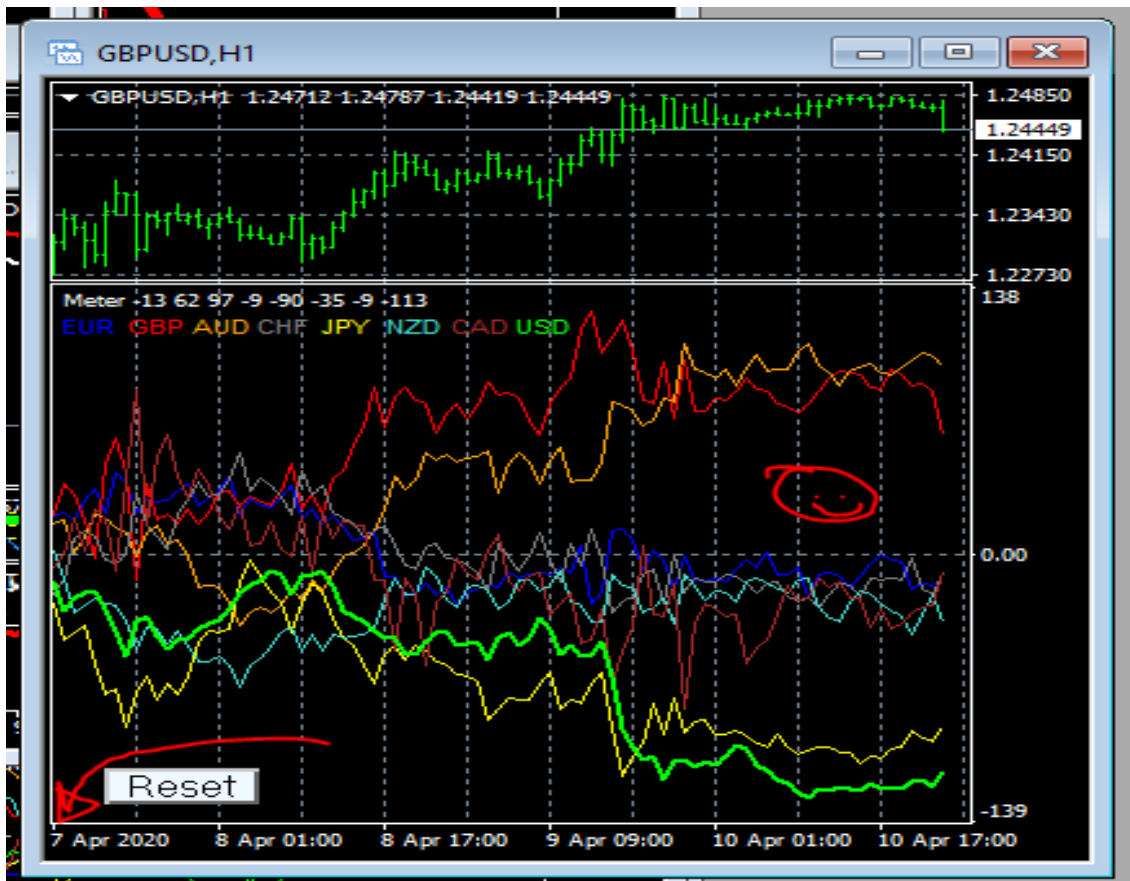 GBPUSD,H1
GBPUSD,H1 1.24712 1.24787 1.24419 1.24449
1.24850
1.24449
1.24150
1.23430
1.22730
Meter -13 62 97 -9 -90 -35 -9 -113
138
EUR GBP AUD CHF JPY NZD CAD USD
0.00
Reset
-139
7 Apr 2020 8 Apr 01:00 8 Apr 17:00 9 Apr 09:00 10 Apr 01:00 10 Apr 17:00